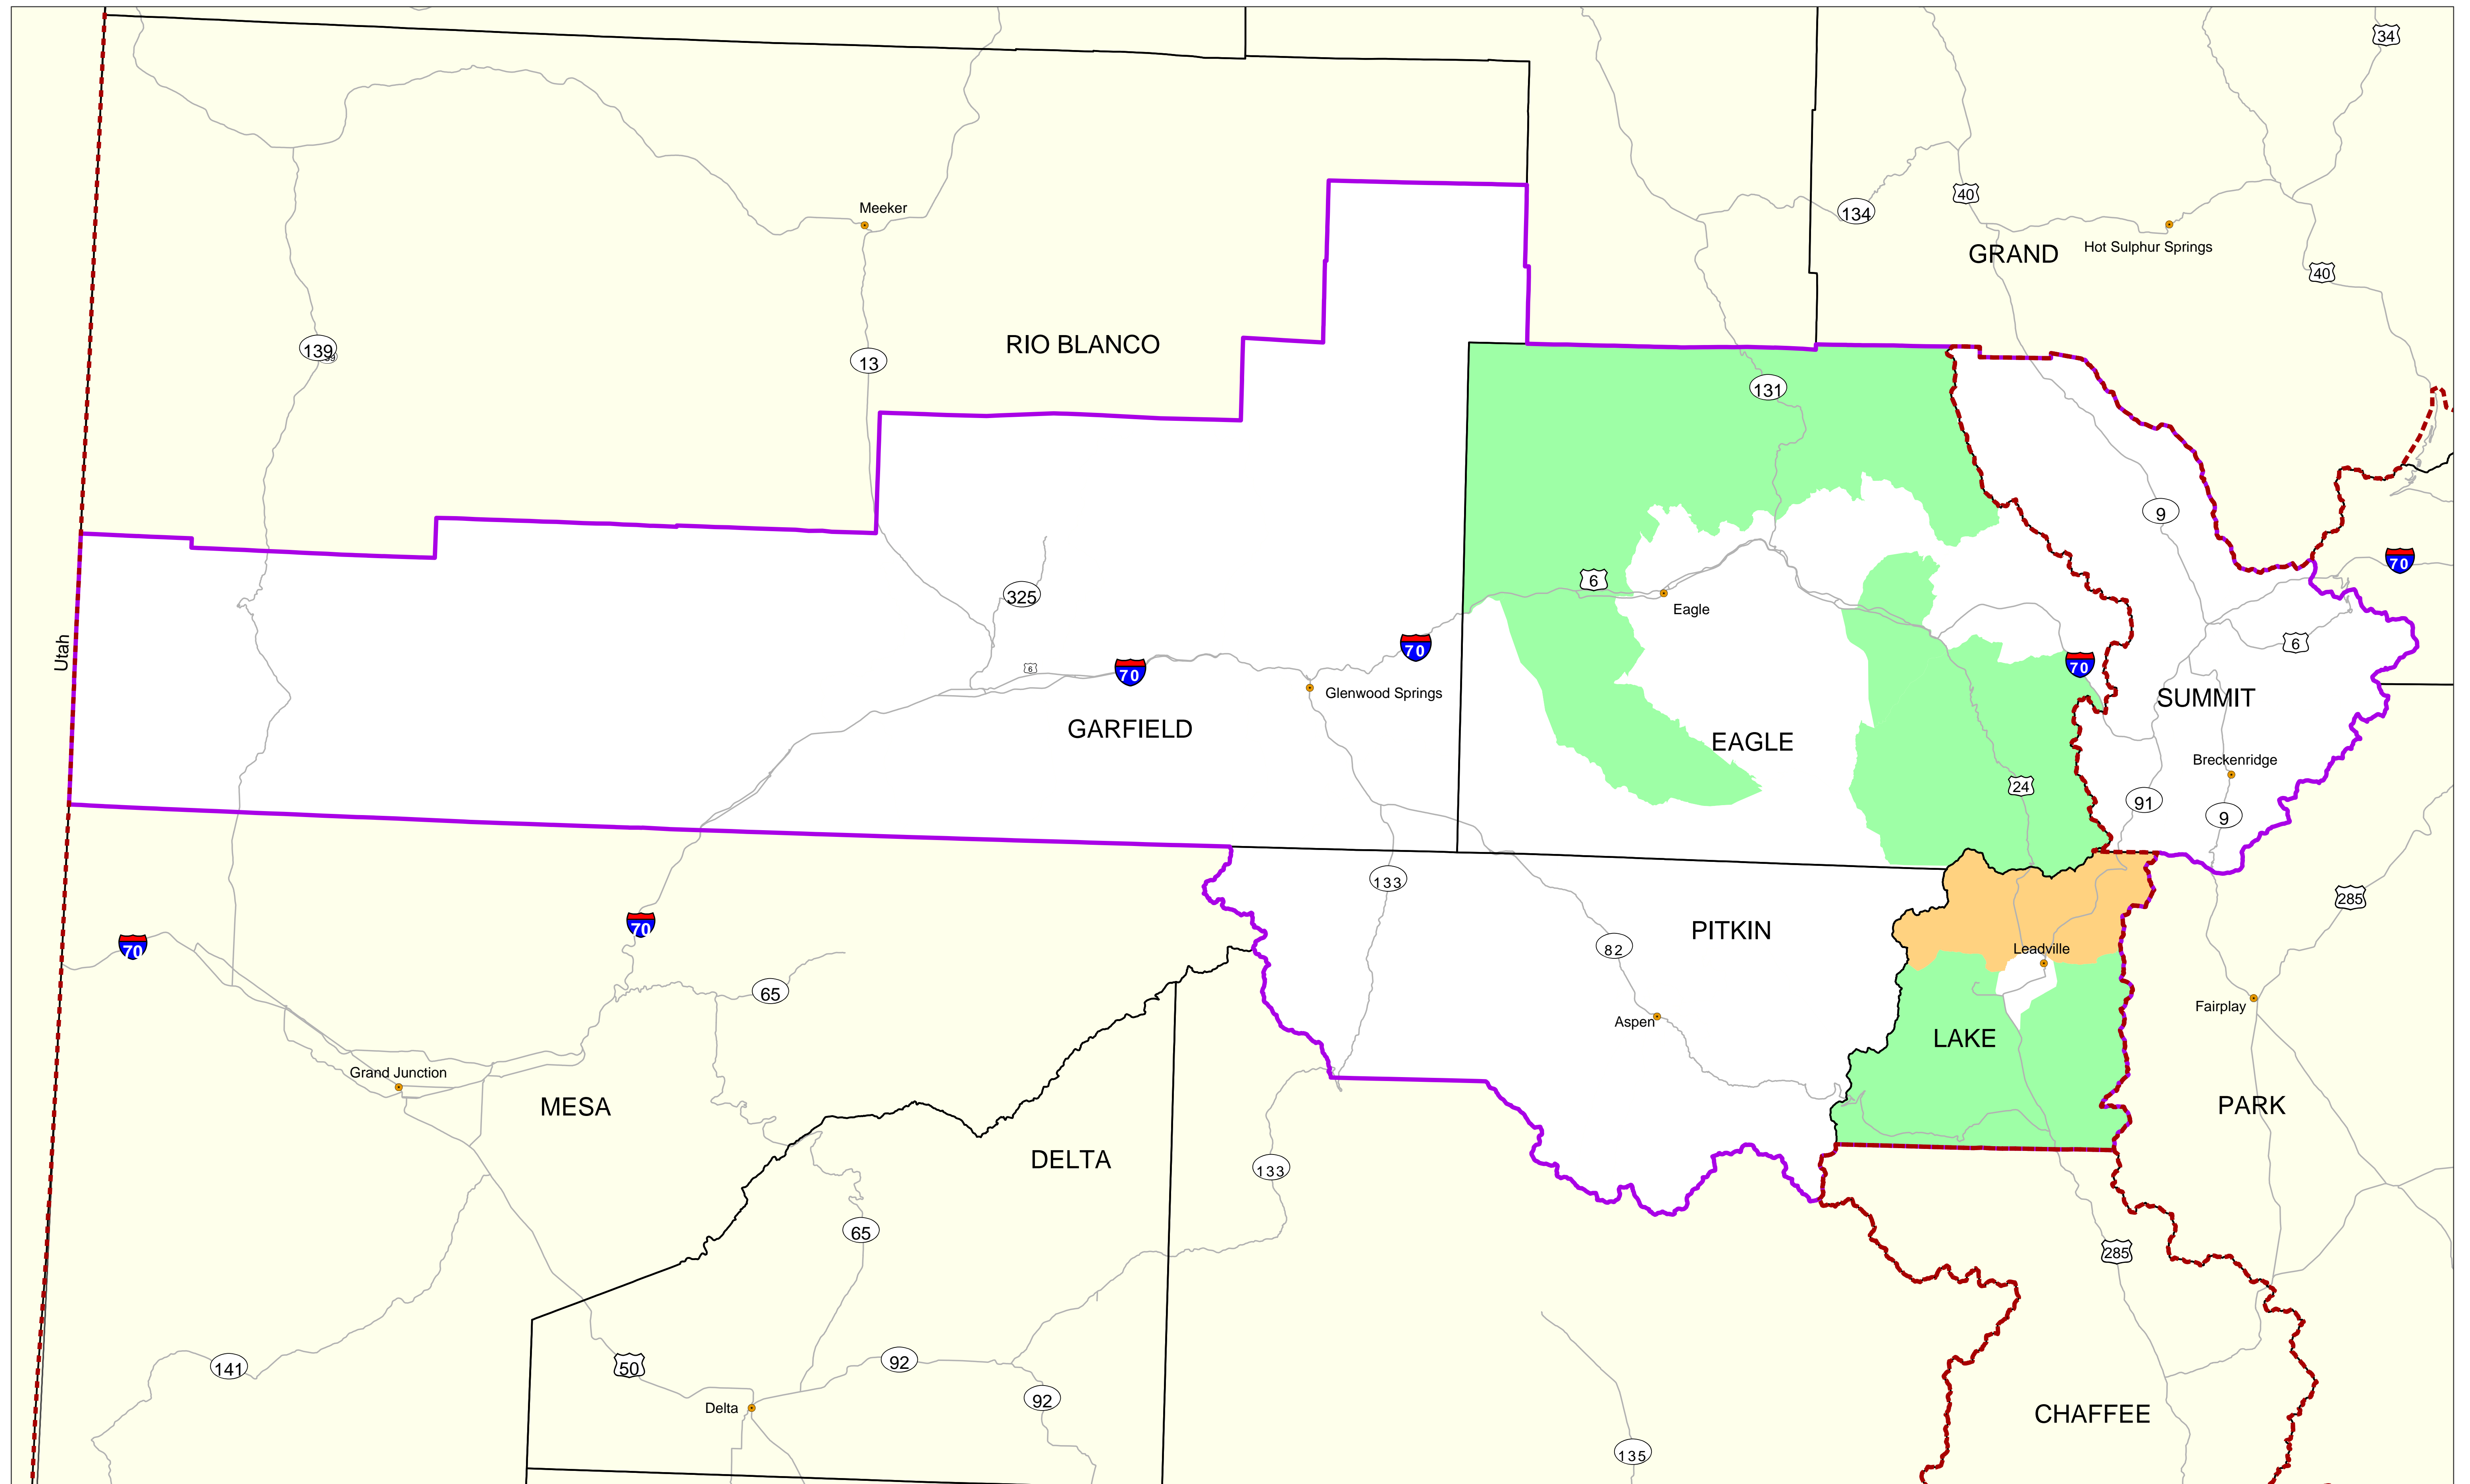 34
Meeker
134
40
GRAND
Hot Sulphur Springs
40
139
RIO BLANCO
13
131
9
70
325
6
Eagle
Utah
6
70
70
Glenwood Springs
70
6
GARFIELD
SUMMIT
EAGLE
Breckenridge
24
91
9
133
285
PITKIN
82
70
70
Leadville
65
Fairplay
Aspen
LAKE
Grand Junction
MESA
PARK
DELTA
133
65
285
141
50
92
92
Delta
CHAFFEE
135